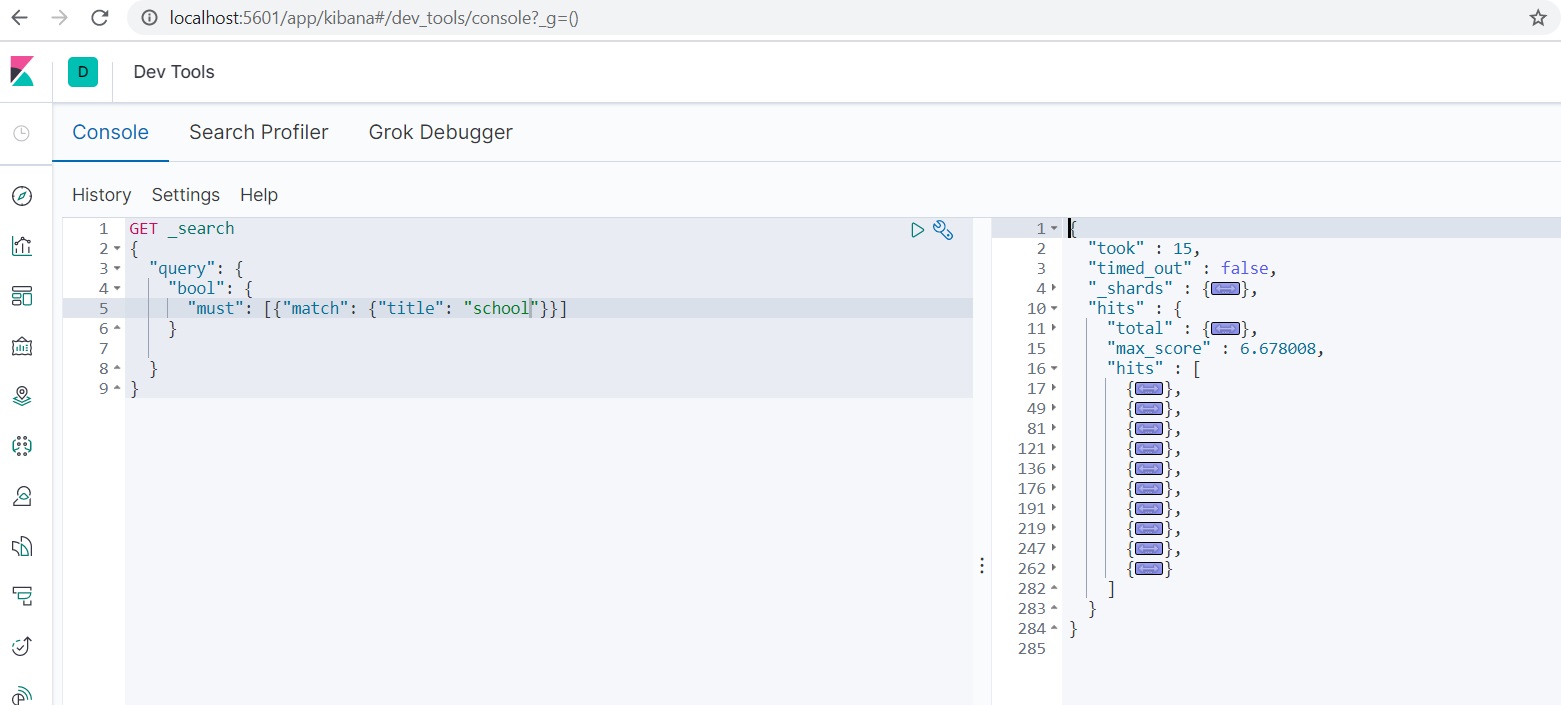 localhost:5601/app/kibana#/dev_tools/console?_g=()
D Dev Tools
Console Search Profiler Grok Debugger
History Settings Help
1 GET _search
2 {
3 "query": {
4 "bool": {
5 "must": [{"match": {"title": "school"}}]
6 }
7
8 }
9 }
1 {
2 "took" : 15,
3 "timed_out" : false,
4 "_shards" : {},
10 "hits" : {
11 "total" : {},
15 "max_score" : 6.678008,
16 "hits" : [
17 {},
49 {},
81 {},
121 {},
136 {},
176 {},
191 {},
219 {},
247 {},
262 {}
282 ]
283 }
284 }
285